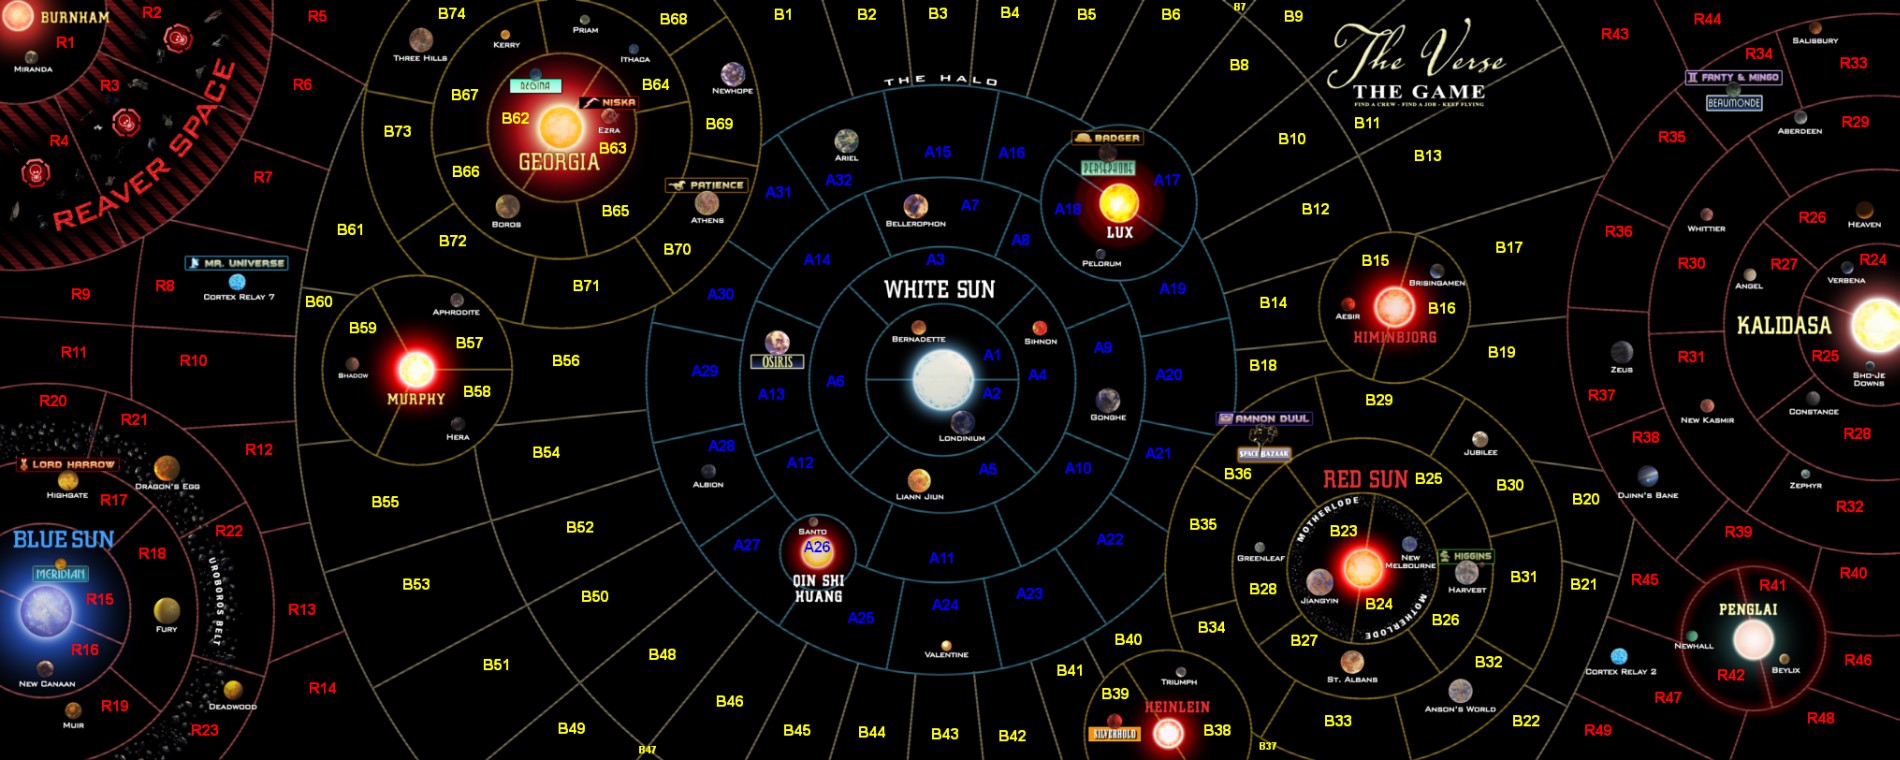 BURNHAM
R1
MIRANDA
R2
R3
R4
REAVER SPACE
R5
R6
R7
MR. UNIVERSE
R8
CORTEX RELAY 7
R9
R10
R11
R12
R13
R14
R20
R21
LORD HARROW
HIGHGATE
DRAGON'S EGG
R17
R22
BLUE SUN
R18
MERIDIAN
R15
UROBOROS BELT
FURY
R16
NEW CANAAN
R19
MUIR
DEADWOOD
R23
B74
THREE HILLS
KERRY
PRIAM
ITHACA
B68
B67
REGINA
B64
NEWHOPE
NISKA
B62
EZRA
B63
B73
B69
GEORGIA
B66
PATIENCE
BOROS
B65
ATHENS
B61
B72
B70
B71
B60
B59
APHRODITE
B57
SHADOW
MURPHY
B58
HERA
B56
B54
B55
B52
B53
B50
B51
B48
B49
B47
B46
B45
B44
B43
B42
B41
B40
B1
B2
B3
B4
B5
B6
B7
B8
B9
B10
B11
B12
B13
THE HALO
ARIEL
A15
A16
A31
A32
BADGER
PERSEPHONE
A17
A18
LUX
PELORUM
BELLEROPHON
A7
A8
A14
A3
A30
WHITE SUN
A19
BERNADETTE
SIHNON
A1
A9
OSIRIS
A29
A13
A6
A4
A20
A2
GONGHE
LONDINIUM
A28
A12
LIANN JIUN
A5
A10
A21
ALBION
SANTO
A26
QIN SHI
HUANG
A27
A11
A22
A25
A24
A23
VALENTINE
The Verse
THE GAME
FIND A CREW - FIND A JOB - KEEP FLYING
B14
B15
BRISINGAMEN
AESIR
B16
HIMINBJORG
B17
B18
B19
B29
AMNON DUUL
SPACE BAZAAR
B36
JUBILEE
RED SUN
B25
B30
B20
B35
MOTHERLODE
B23
GREENLEAF
NEW
MELBOURNE
HIGGINS
HARVEST
B28
JIANGYIN
B24
MOTHERLODE
B31
B21
B34
B27
B26
ST. ALBANS
B32
ANSON'S WORLD
B33
B22
TRIUMPH
B39
HEINLEIN
SILVERHOLD
B38
B37
R43
R44
SALISBURY
R34
R33
FANTY & MINGO
BEAUMONDE
ABERDEEN
R29
R35
R26
HEAVEN
WHITTIER
R36
R30
R27
R24
ANGEL
VERBENA
KALIDASA
R31
R25
ZEUS
SHO-JE
DOWNS
R37
CONSTANCE
NEW KASMIR
R38
R28
DJINN'S BANE
ZEPHYR
R32
R39
R45
R41
R40
PENGLAI
NEWHALL
CORTEX RELAY 2
R42
BEYLIX
R46
R47
R48
R49